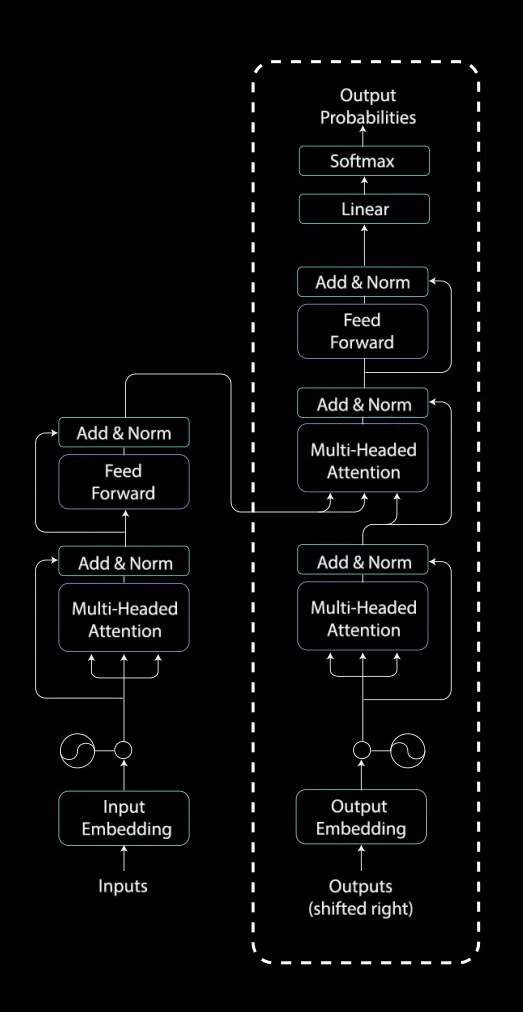 Output
Probabilities
Softmax
Linear
Add & Norm
Feed
Forward
Add & Norm
Multi-Headed
Attention
Add & Norm
Multi-Headed
Attention
Output
Embedding
Outputs
(shifted right)
Add & Norm
Feed
Forward
Add & Norm
Multi-Headed
Attention
Input
Embedding
Inputs